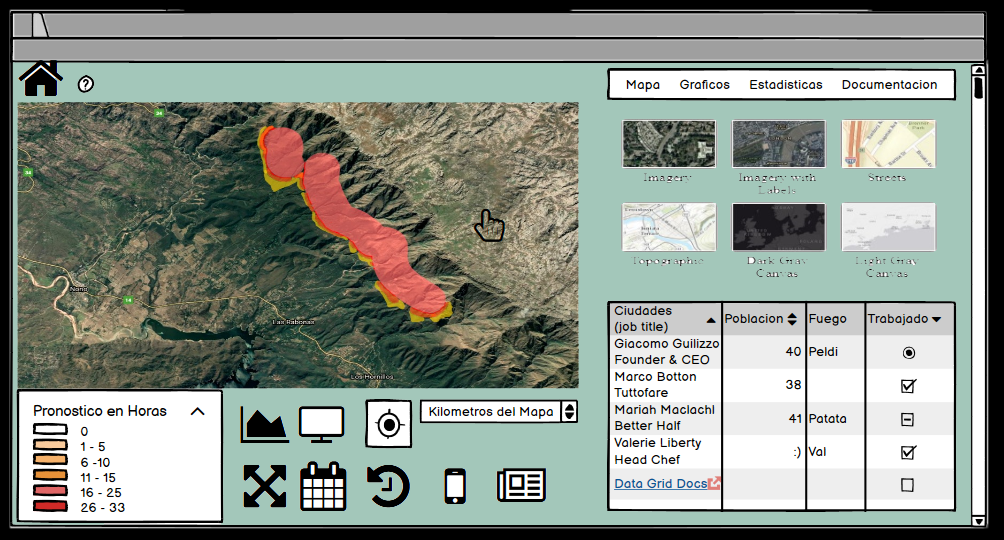 ?
Mapa Graficos Estadisticas Documentacion
34
34
14
Nono
Las Rabonas
Los Hornillos
Imagery
Imagery with
Labels
Streets
Topographic
Dark Gray
Canvas
Light Gray
Canvas
Pronostico en Horas
0
1 - 5
6 -10
11 - 15
16 - 25
26 - 33
Kilometros del Mapa
Ciudades
(job title)
Poblacion
Fuego
Trabajado
Giacomo Guilizzo
Founder & CEO
40
Peldi
Marco Botton
Tuttofare
38
Mariah Maclachl
Better Half
41
Patata
Valerie Liberty
Head Chef
:)
Val
Data Grid Docs